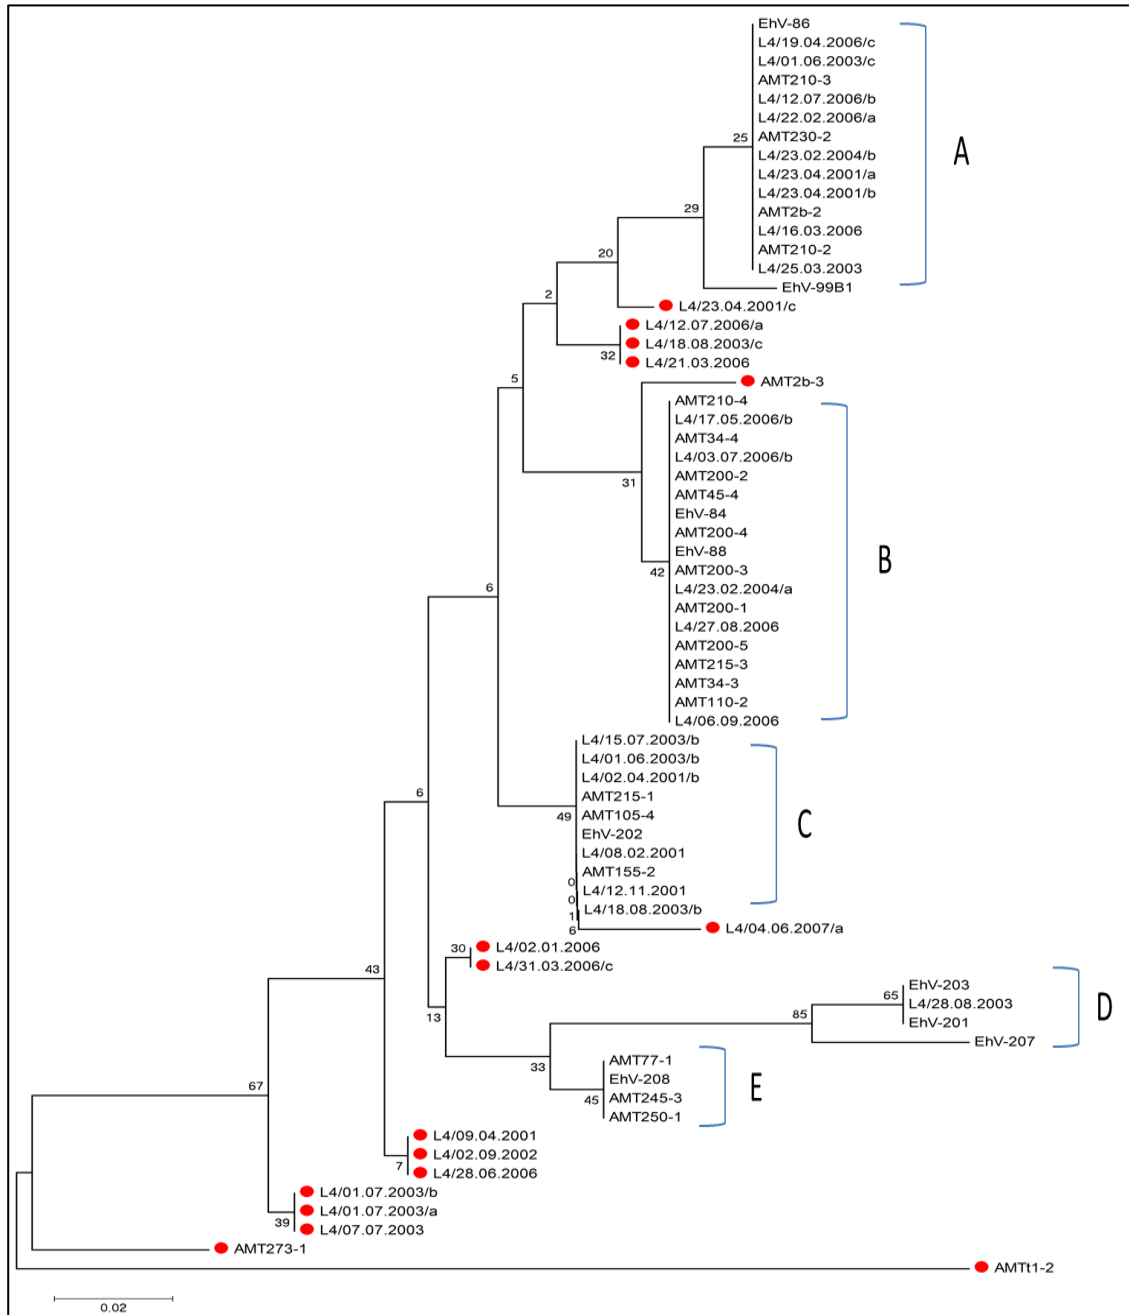 EhV-86
L4/19.04.2006/c
L4/01.06.2003/c
AMT210-3
L4/12.07.2006/b
L4/22.02.2006/a
25
AMT230-2
A
L4/23.02.2004/b
L4/23.04.2001/a
L4/23.04.2001/b
29
AMT2b-2
L4/16.03.2006
20
AMT210-2
L4/25.03.2003
EhV-99B1
2
L4/23.04.2001/c
L4/12.07.2006/a
L4/18.08.2003/c
32
L4/21.03.2006
5
AMT2b-3
AMT210-4
L4/17.05.2006/b
AMT34-4
L4/03.07.2006/b
AMT200-2
31
AMT45-4
EhV-84
AMT200-4
EhV-88
B
42
AMT200-3
L4/23.02.2004/a
6
AMT200-1
L4/27.08.2006
AMT200-5
AMT215-3
AMT34-3
AMT110-2
L4/06.09.2006
L4/15.07.2003/b
L4/01.06.2003/b
L4/02.04.2001/b
6
AMT215-1
49
AMT105-4
C
EhV-202
L4/08.02.2001
AMT155-2
0
L4/12.11.2001
0
L4/18.08.2003/b
1
6
L4/04.06.2007/a
30
L4/02.01.2006
43
L4/31.03.2006/c
EhV-203
65
L4/28.08.2003
D
85
EhV-201
13
EhV-207
33
AMT77-1
EhV-208
E
67
45
AMT245-3
AMT250-1
L4/09.04.2001
L4/02.09.2002
7
L4/28.06.2006
L4/01.07.2003/b
L4/01.07.2003/a
39
L4/07.07.2003
AMT273-1
AMTt1-2
0.02